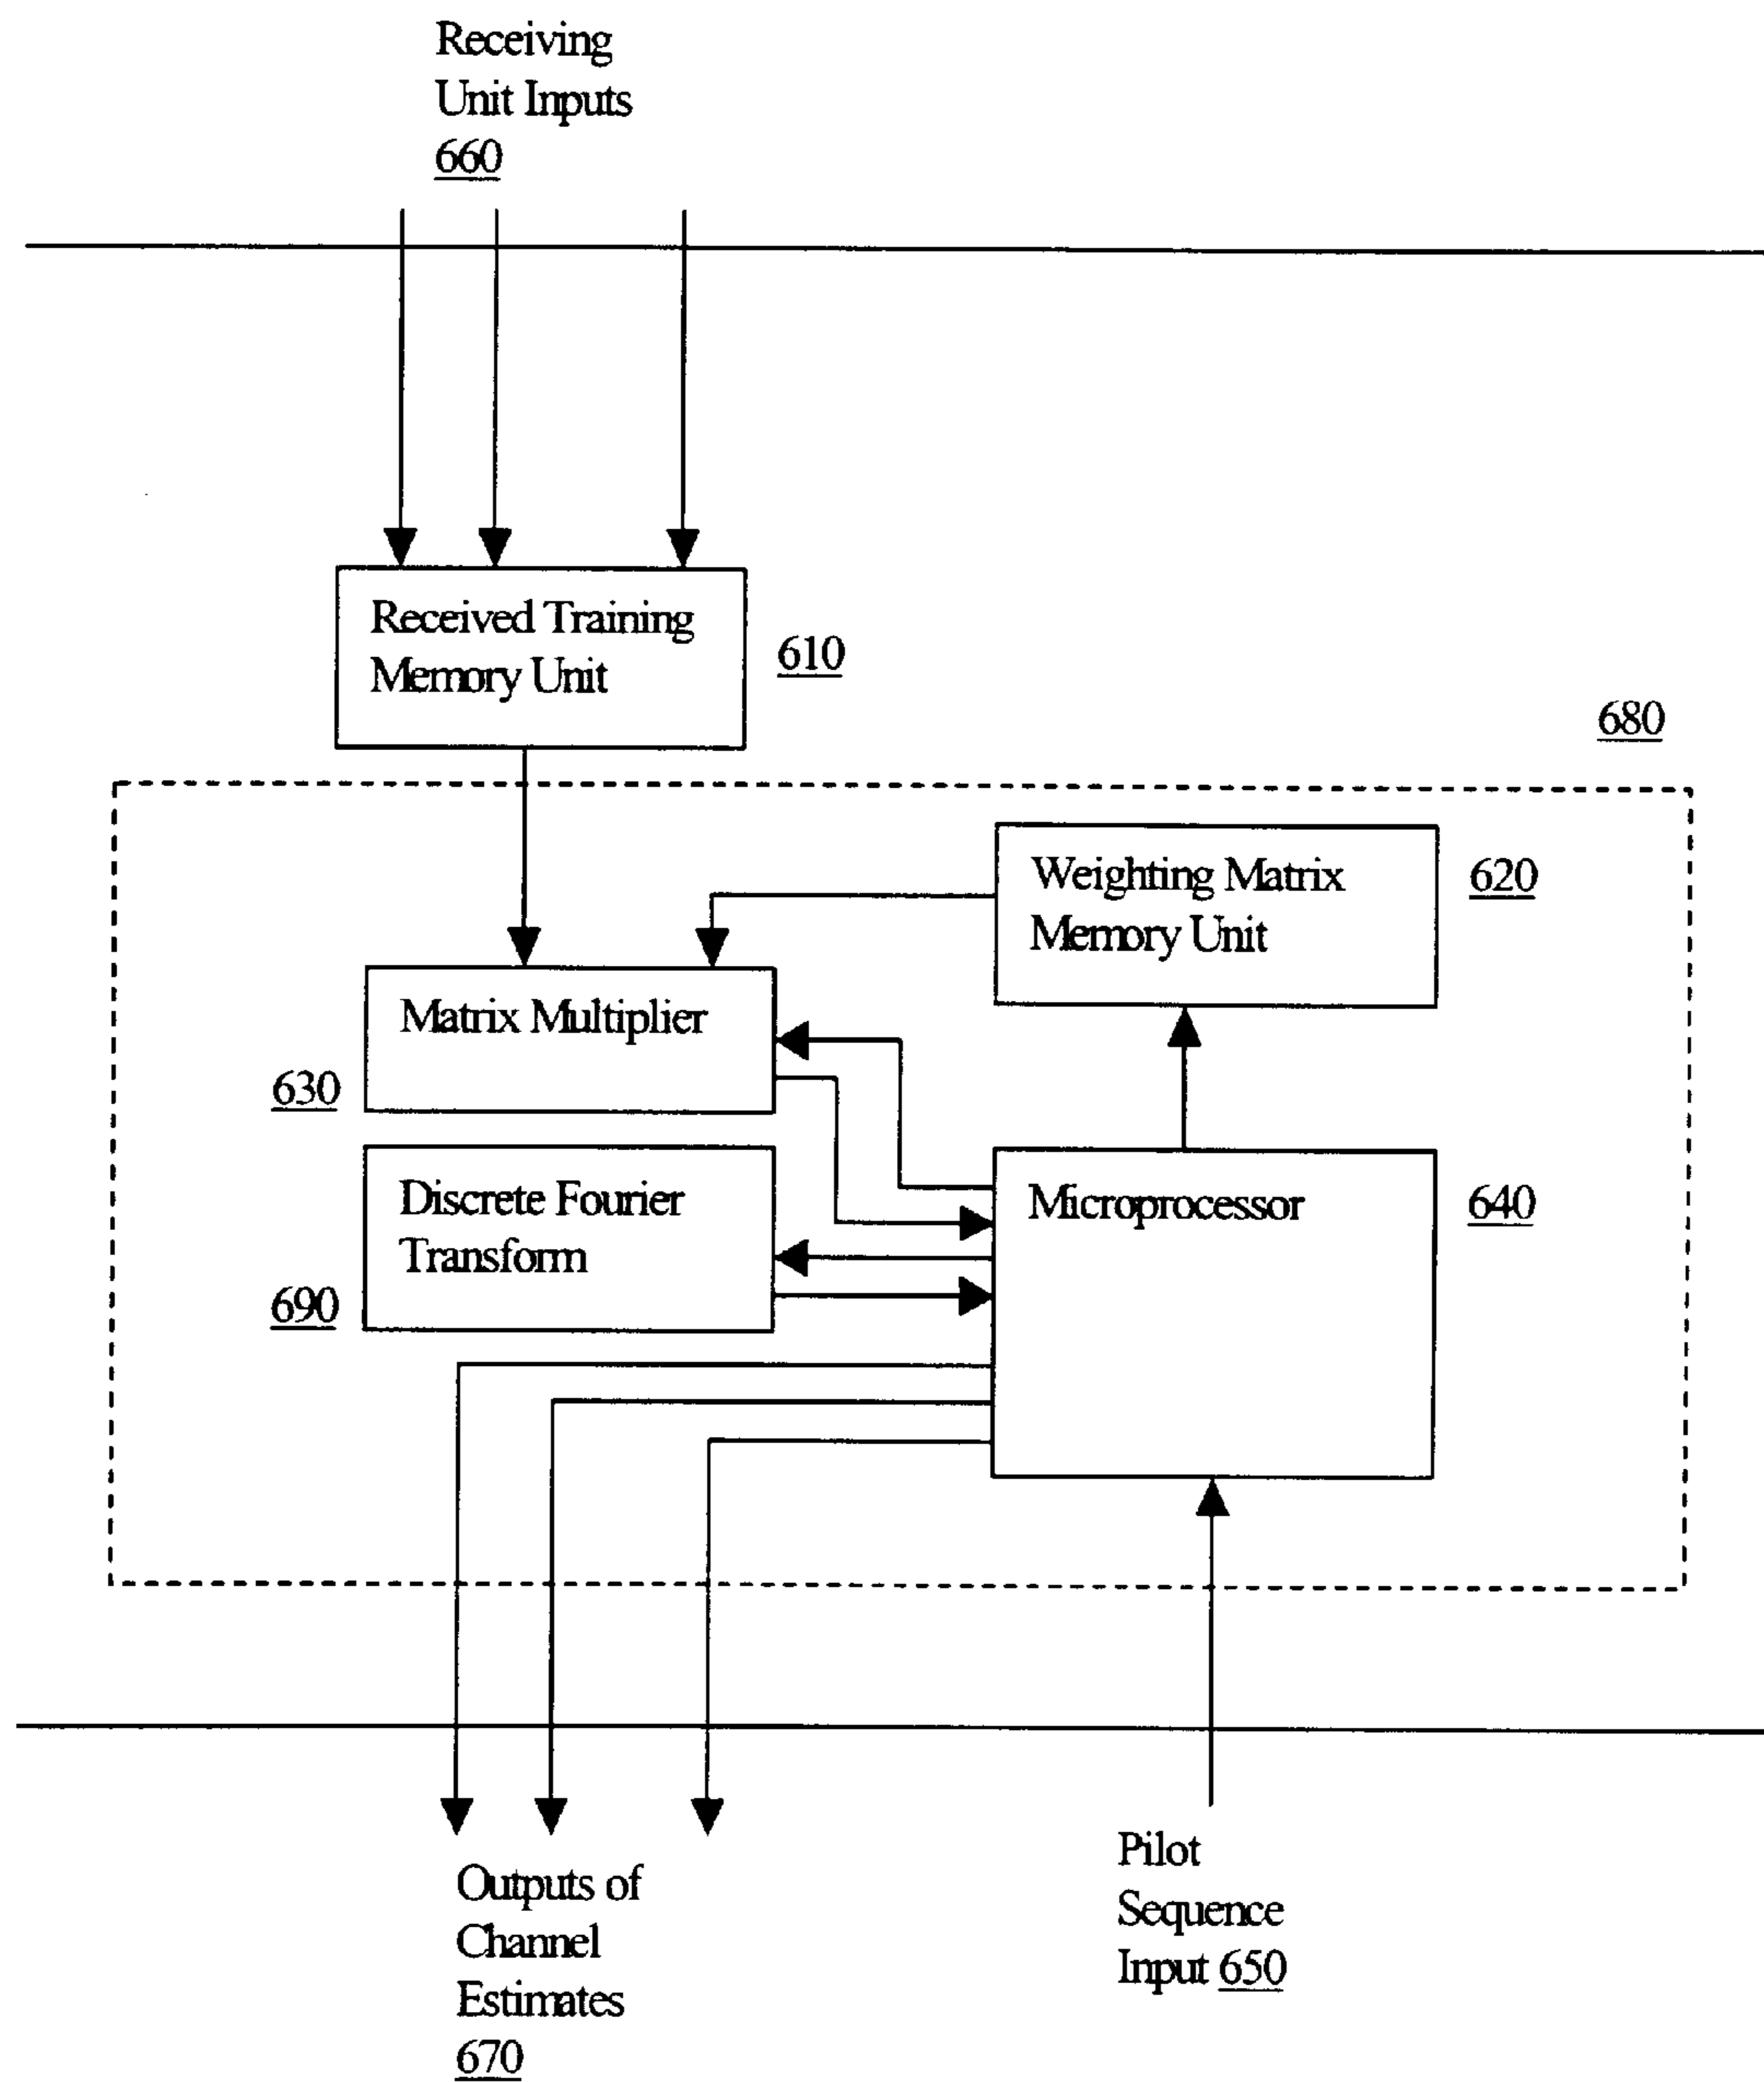 Receiving
Unit Inputs
660
Received Training
Memory Unit
610
680
Weighting Matrix
Memory Unit
620
Matrix Multiplier
630
Discrete Fourier
Transform
690
Microprocessor
640
Outputs of
Channel
Estimates
670
Pilot
Sequence
Input 650